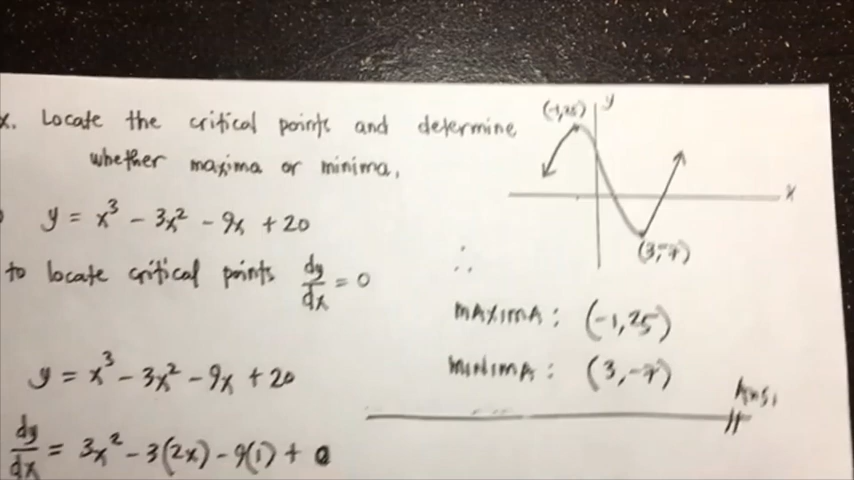 x. Locate the critical points and determine
whether maxima or minima.
y = x³ - 3x² - 9x + 20
to locate critical points dy/dx = 0
y = x³ - 3x² - 9x + 20
dy/dx = 3x² - 3(2x) - 9(1) + 0
(-1,25)
y
x
(3,-7)
∴
MAXIMA: (-1,25)
MINIMA: (3,-7)
Ans.